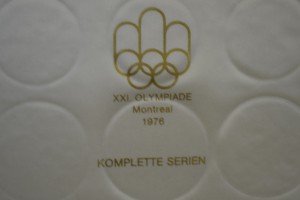 XXI. OLYMPIADE
Montreal
1976
KOMPLETTE SERIEN